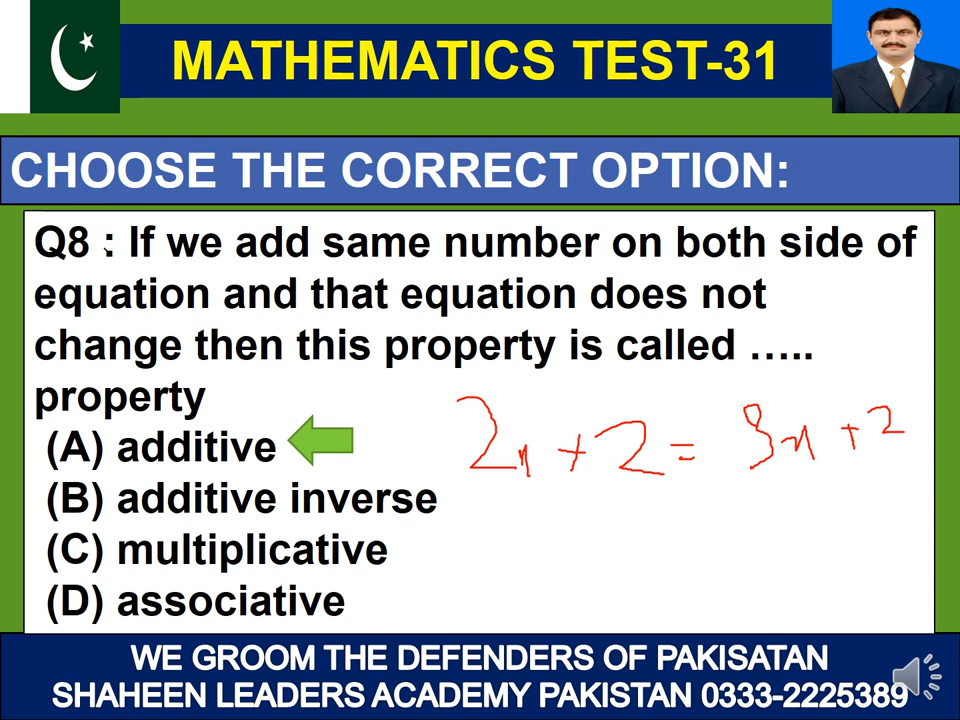 MATHEMATICS TEST-31
CHOOSE THE CORRECT OPTION:
Q8 : If we add same number on both side of
equation and that equation does not
change then this property is called …..
property
(A) additive
2x + 2 = 3x + 2
(B) additive inverse
(C) multiplicative
(D) associative
WE GROOM THE DEFENDERS OF PAKISATAN
SHAHEEN LEADERS ACADEMY PAKISTAN 0333-2225389